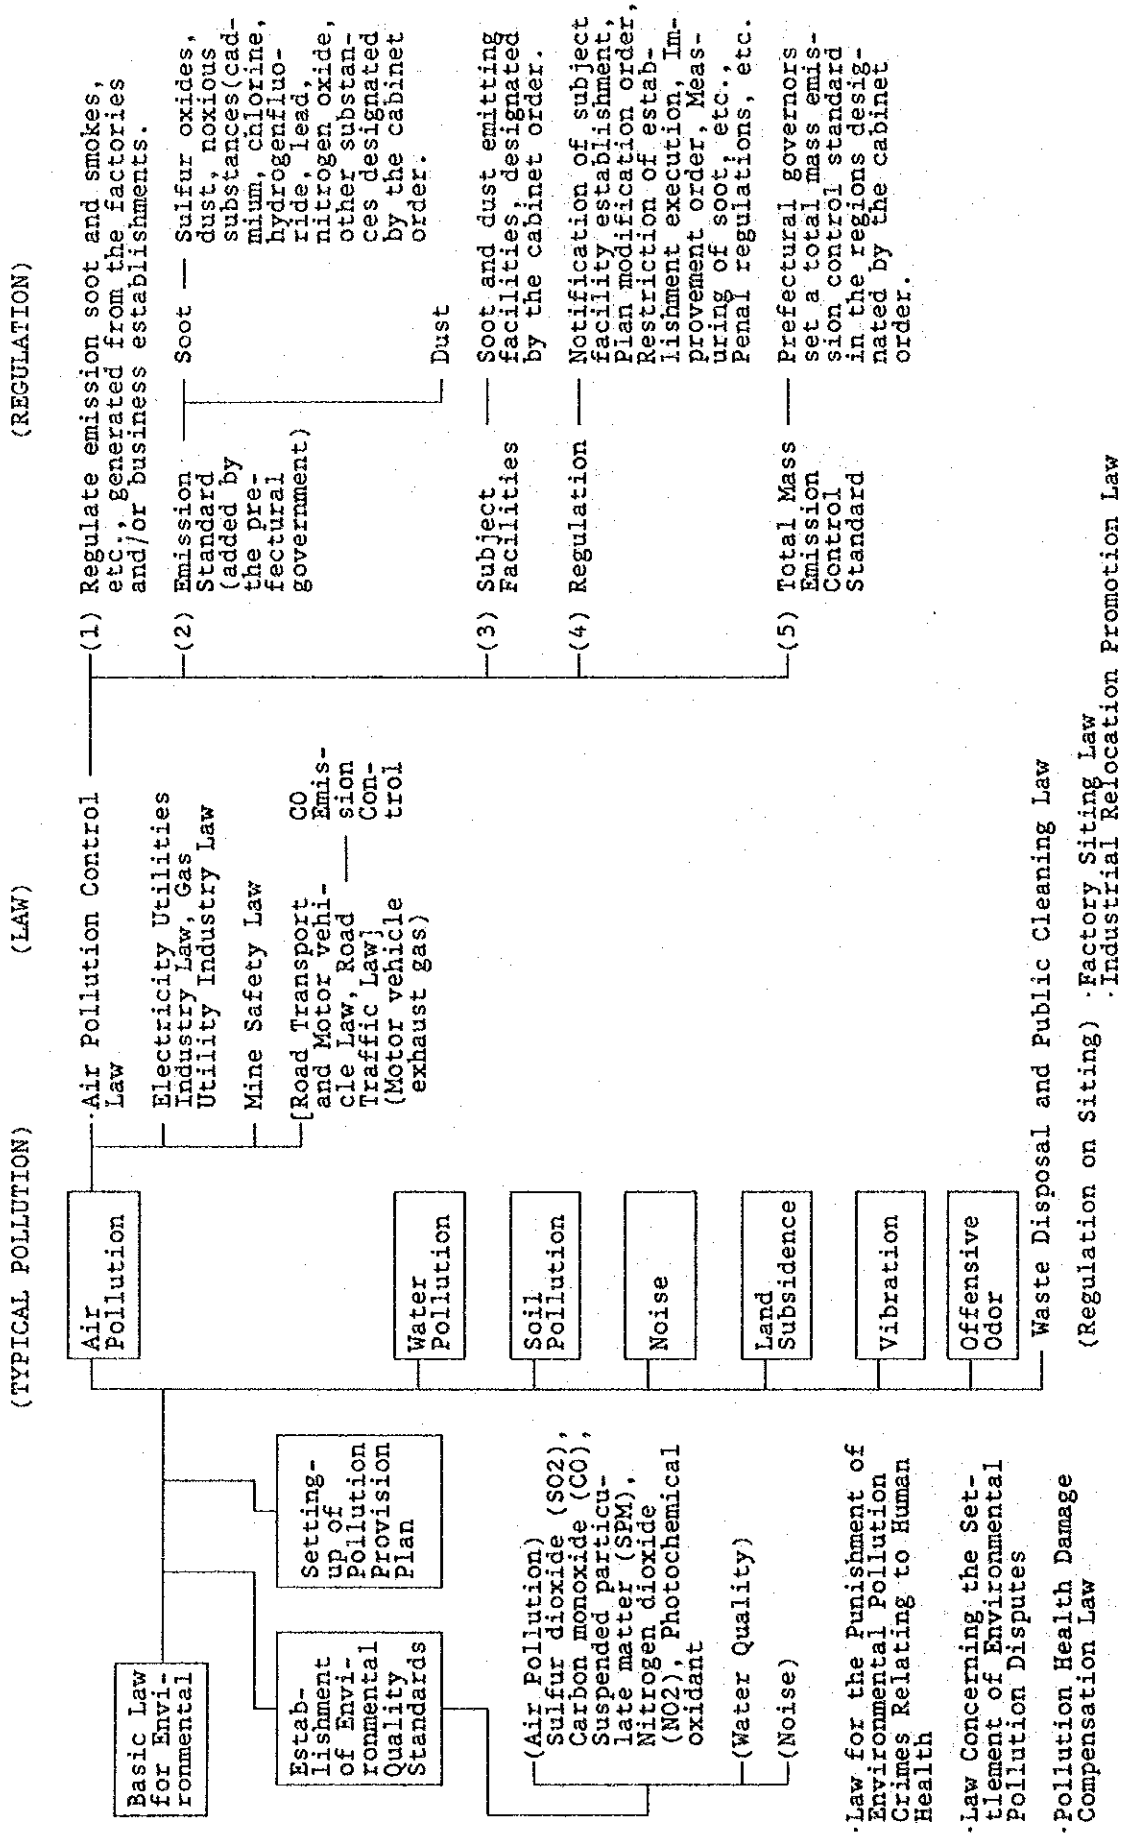 (TYPICAL POLLUTION)
(LAW)
(REGULATION)
Basic Law
for Envi-
ronmental
Estab-
lishment
of Envi-
ronmental
Quality
Standards
Setting-
up of
Pollution
Provision
Plan
(Air Pollution)
Sulfur dioxide (SO2),
Carbon monoxide (CO),
Suspended particu-
late matter (SPM),
Nitrogen dioxide
(NO2), Photochemical
oxidant
(Water Quality)
(Noise)
·Law for the Punishment of
Environmental Pollution
Crimes Relating to Human
Health
·Law Concerning the Set-
tlement of Environmental
Pollution Disputes
·Pollution Health Damage
Compensation Law
Air
Pollution
Water
Pollution
Soil
Pollution
Noise
Land
Subsidence
Vibration
Offensive
Odor
Waste Disposal and Public Cleaning Law
(Regulation on Siting) ·Factory Siting Law
·Industrial Relocation Promotion Law
·Air Pollution Control
Law
Electricity Utilities
Industry Law, Gas
Utility Industry Law
Mine Safety Law
[Road Transport
and Motor vehi-
cle Law, Road
Traffic Law]
(Motor vehicle
exhaust gas)
CO
Emis-
sion
Con-
trol
(1) Regulate emission soot and smokes,
etc., generated from the factories
and/or business establishments.
(2) Emission
Standard
(added by
the pre-
fectural
government)
Soot
Sulfur oxides,
dust, noxious
substances(cad-
mium, chlorine,
hydrogenfluo-
ride, lead,
nitrogen oxide,
other substan-
ces designated
by the cabinet
order.
Dust
(3) Subject
Facilities
Soot and dust emitting
facilities, designated
by the cabinet order.
(4) Regulation
Notification of subject
facility establishment,
Plan modification order,
Restriction of estab-
lishment execution, Im-
provement order, Meas-
uring of soot, etc.,
Penal regulations, etc.
(5) Total Mass
Emission
Control
Standard
Prefectural governors
set a total mass emis-
sion control standard
in the regions desig-
nated by the cabinet
order.